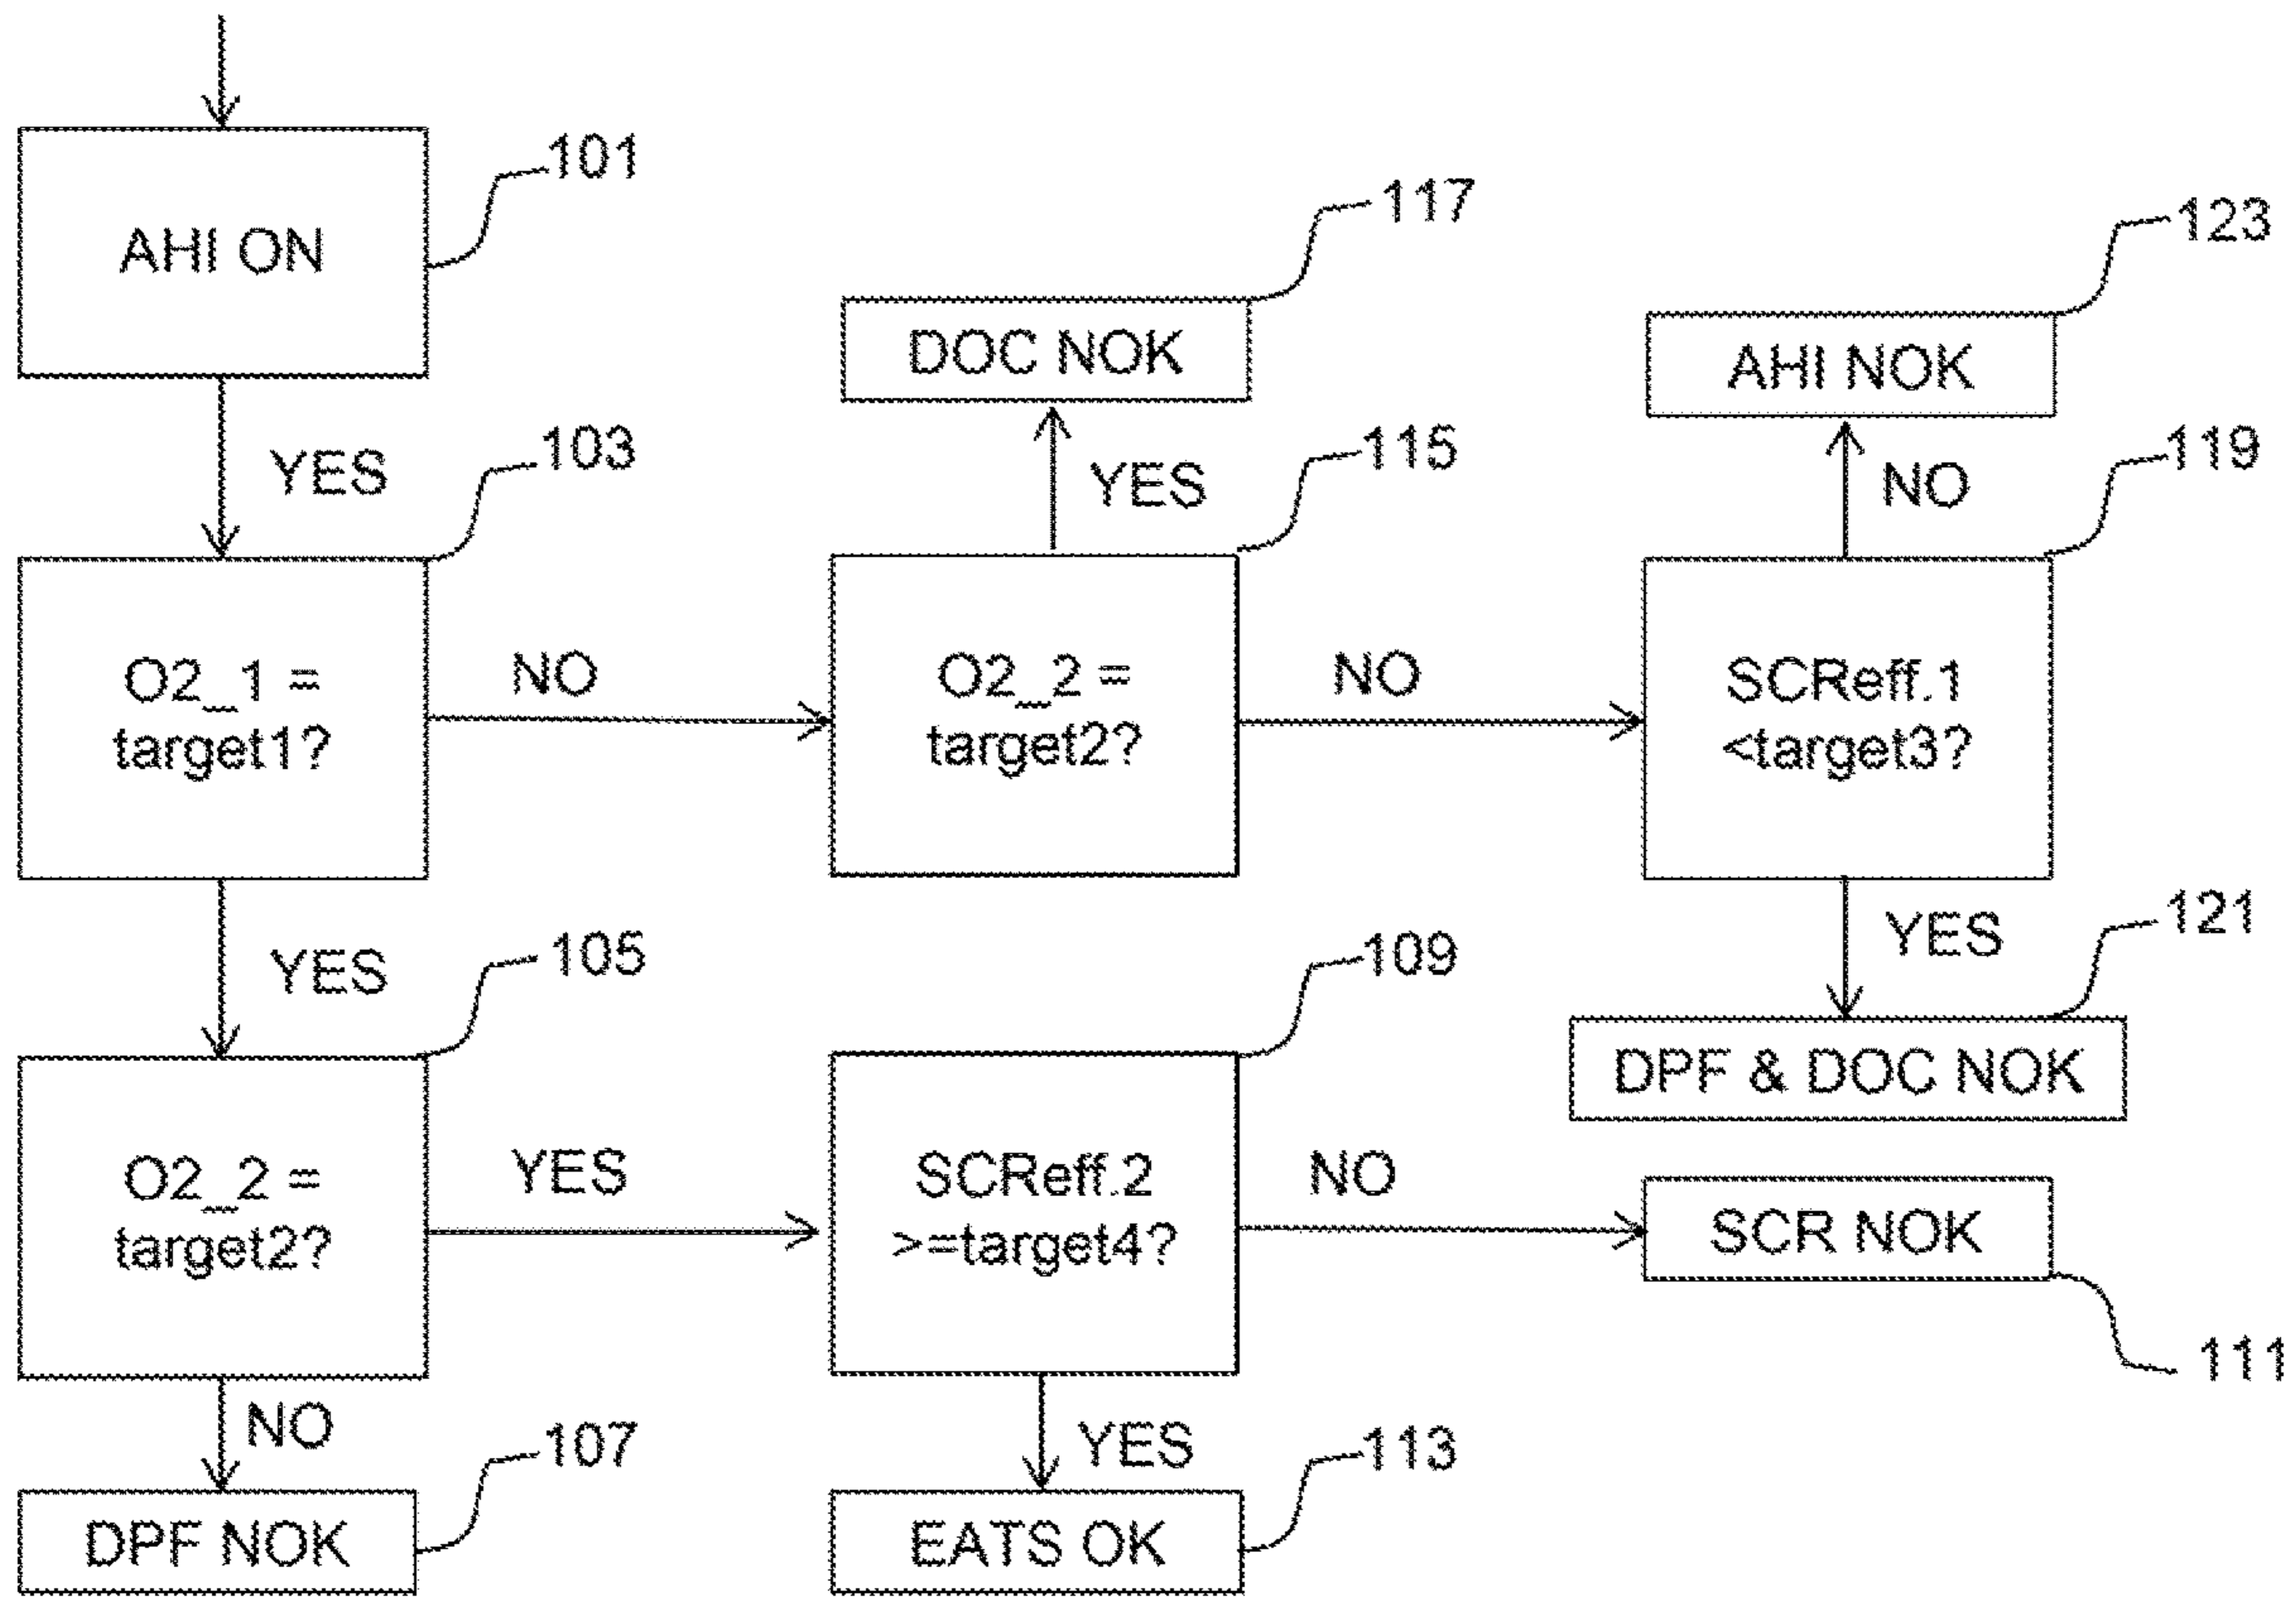 101
AHI ON
117
123
DOC NOK
AHI NOK
YES
103
YES
115
NO
119
O2_1 =
target1?
NO
O2_2 =
target2?
NO
SCReff.1
<target3?
YES
105
109
YES
121
DPF & DOC NOK
O2_2 =
target2?
YES
SCReff.2
>=target4?
NO
SCR NOK
111
NO
107
YES
113
DPF NOK
EATS OK